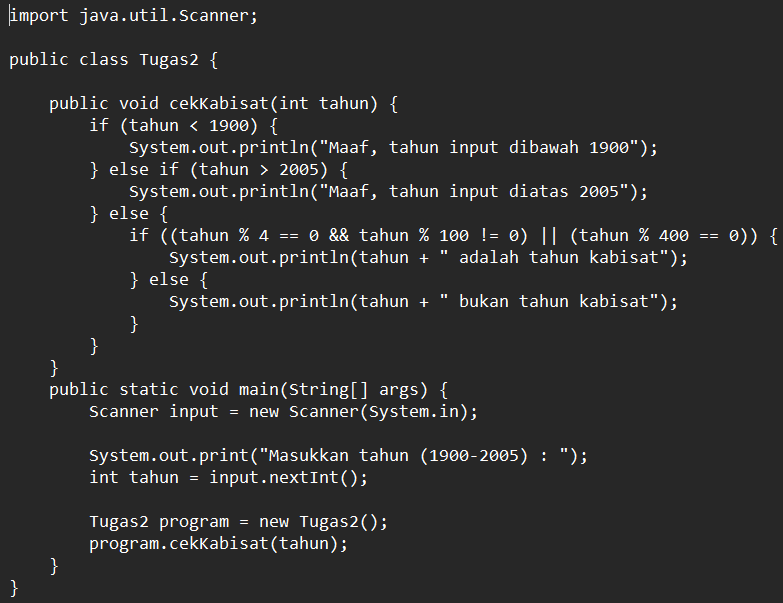 import java.util.Scanner;
public class Tugas2 {
public void cekKabisat(int tahun) {
if (tahun < 1900) {
System.out.println("Maaf, tahun input dibawah 1900");
} else if (tahun > 2005) {
System.out.println("Maaf, tahun input diatas 2005");
} else {
if ((tahun % 4 == 0 && tahun % 100 != 0) || (tahun % 400 == 0)) {
System.out.println(tahun + " adalah tahun kabisat");
} else {
System.out.println(tahun + " bukan tahun kabisat");
}
}
}
public static void main(String[] args) {
Scanner input = new Scanner(System.in);
System.out.print("Masukkan tahun (1900-2005) : ");
int tahun = input.nextInt();
Tugas2 program = new Tugas2();
program.cekKabisat(tahun);
}
}